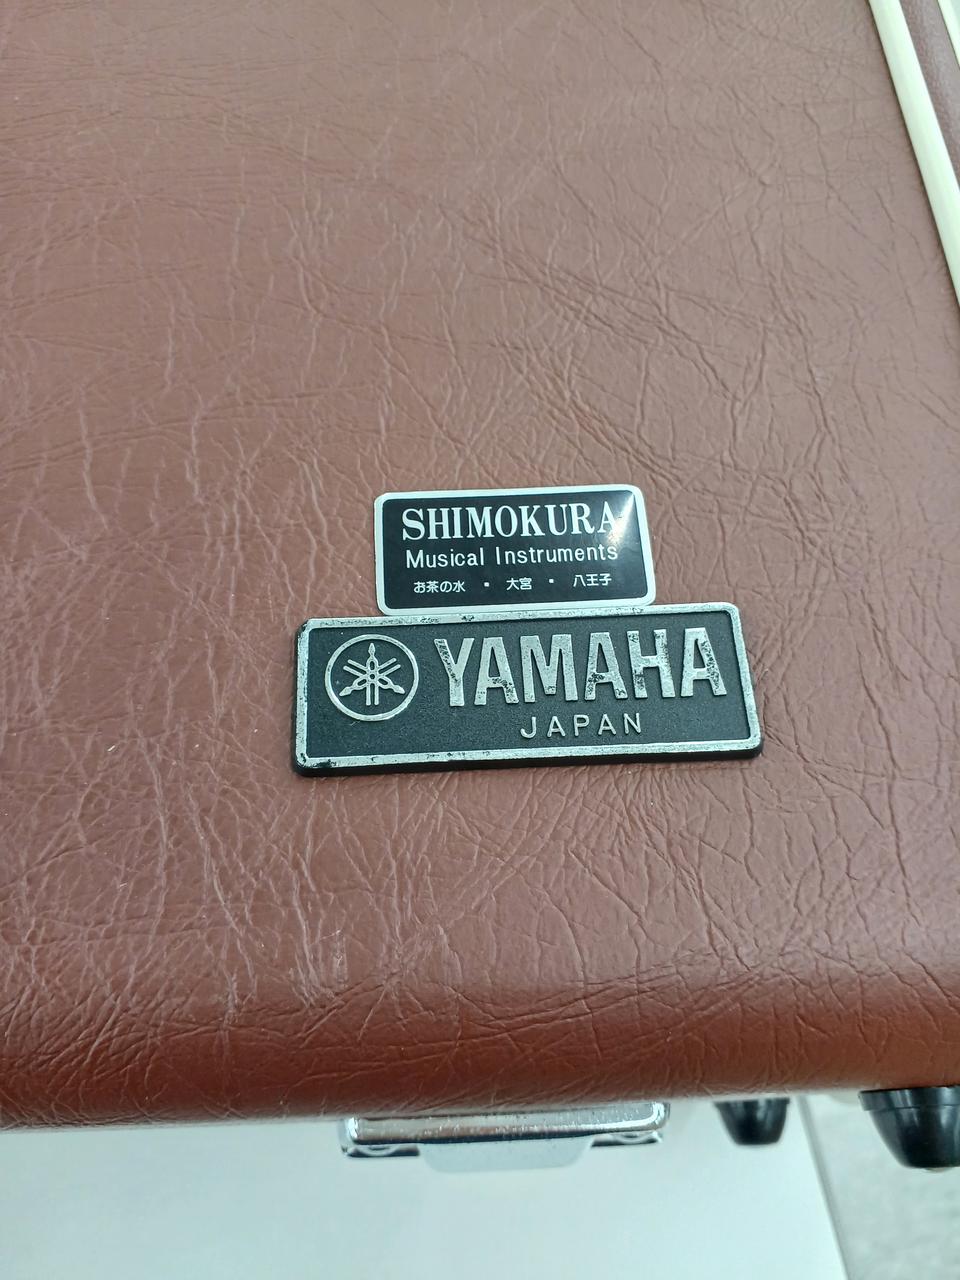 SHIMOKURA
Musical Instruments
お茶の水 ・ 大宮 ・ 八王子
YAMAHA
JAPAN